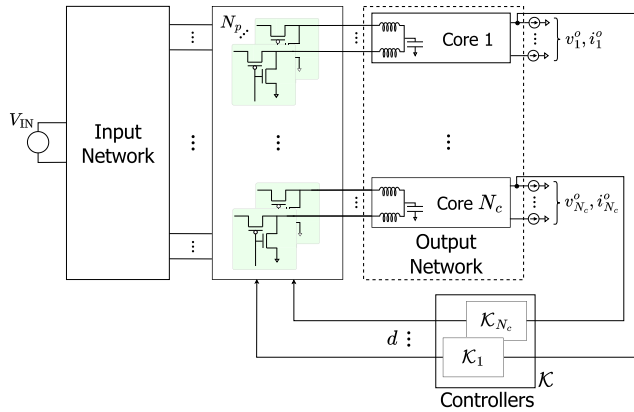 N_p
Core 1
v_1^o, i_1^o
V_IN
Input
Network
Core N_c
v_{N_c}^o, i_{N_c}^o
Output
Network
d
𝒦_{N_c}
𝒦_1
𝒦
Controllers